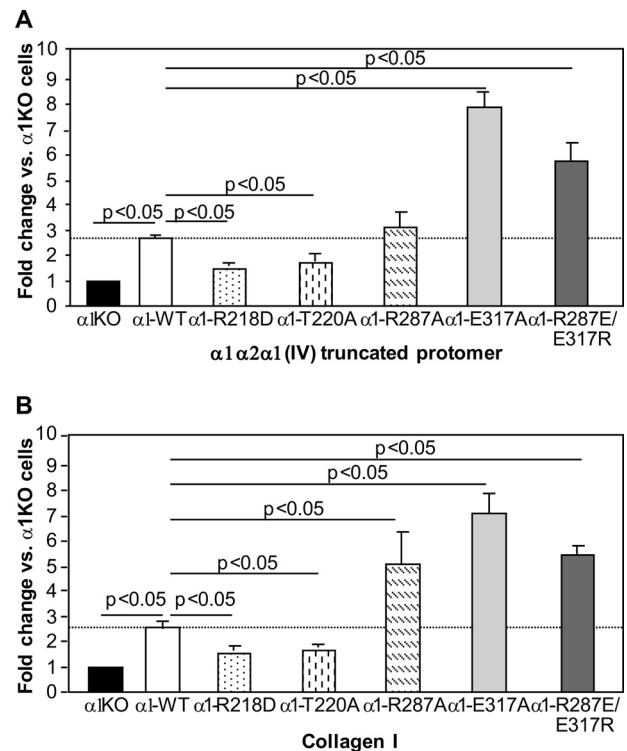 A
Fold change vs. α1KO cells
10
9
8
7
6
5
4
3
2
1
0
p<0.05
p<0.05
p<0.05
p<0.05
p<0.05
α1KO α1-WT α1-R218D α1-T220A α1-R287A α1-E317A α1-R287E/
E317R
α1α2α1(IV) truncated protomer
B
Fold change vs. α1KO cells
10
9
8
7
6
5
4
3
2
1
0
p<0.05
p<0.05
p<0.05
p<0.05
p<0.05 p<0.05
α1KO α1-WT α1-R218D α1-T220A α1-R287A α1-E317A α1-R287E/
E317R
Collagen I